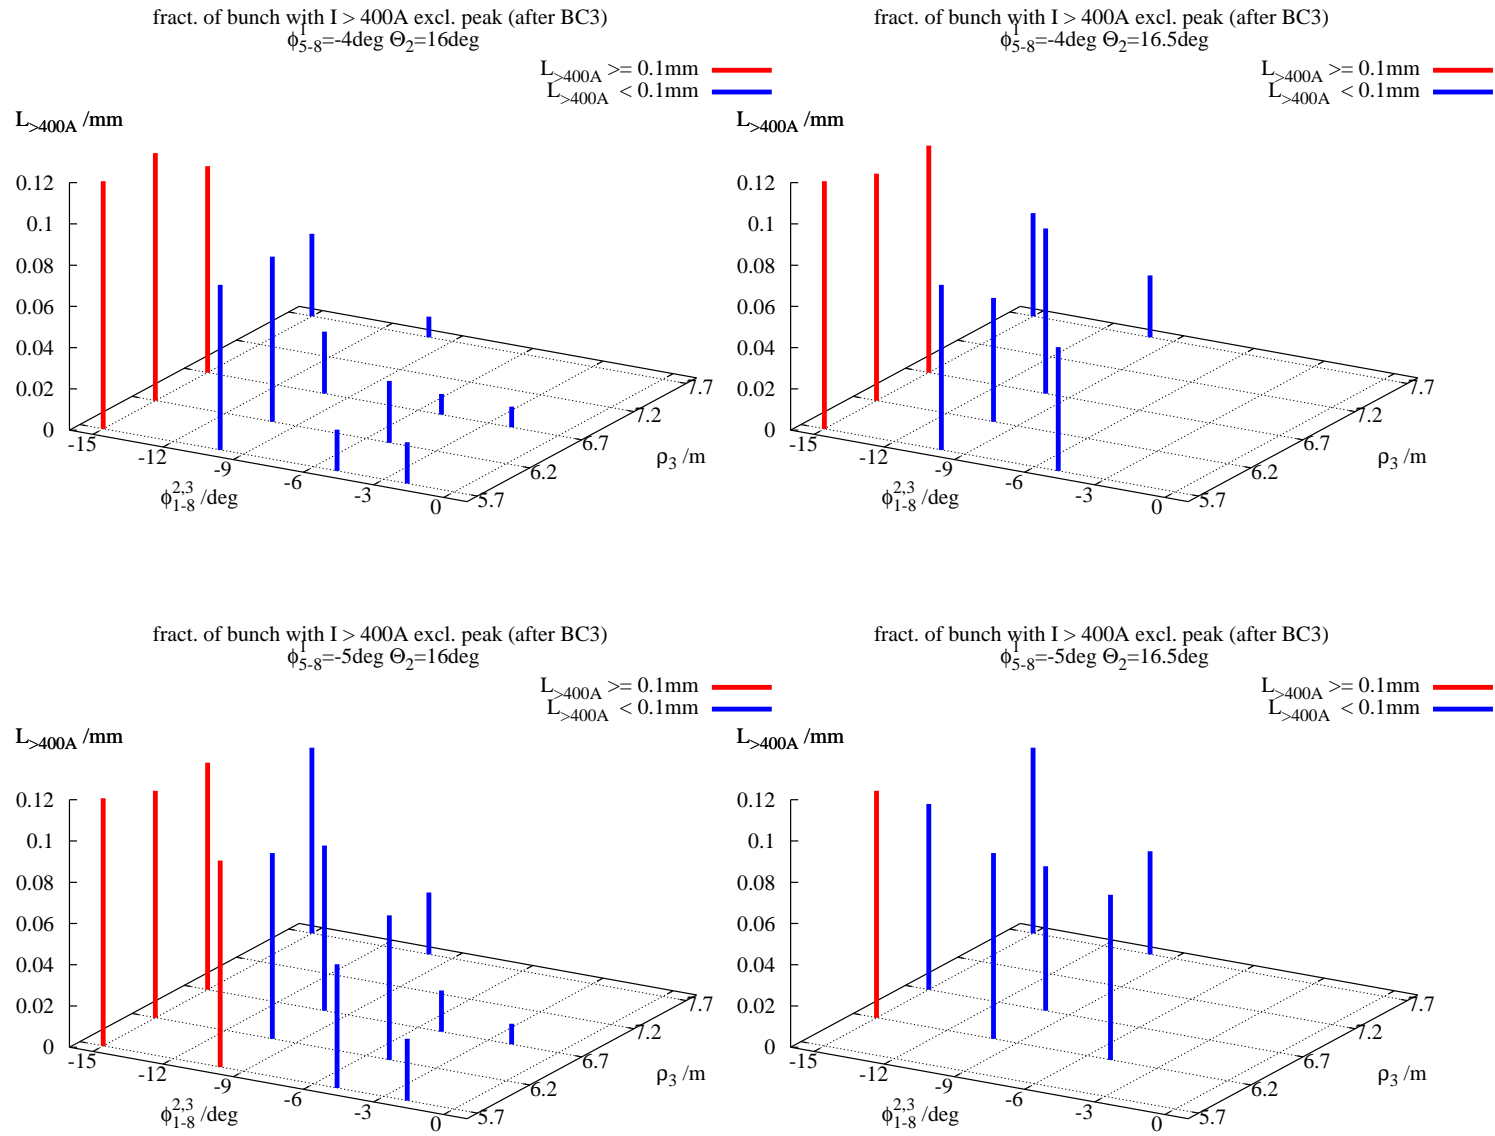 fract. of bunch with I > 400A excl. peak (after BC3)
ϕ¹₅₋₈=-4deg Θ₂=16deg
L>400A >= 0.1mm
L>400A < 0.1mm
L>400A /mm
0.12
0.1
0.08
0.06
0.04
0.02
0
-15
-12
-9
-6
-3
0
ϕ²,³₁₋₈ /deg
5.7
6.2
6.7
7.2
7.7
ρ₃ /m
fract. of bunch with I > 400A excl. peak (after BC3)
ϕ¹₅₋₈=-4deg Θ₂=16.5deg
L>400A >= 0.1mm
L>400A < 0.1mm
L>400A /mm
0.12
0.1
0.08
0.06
0.04
0.02
0
-15
-12
-9
-6
-3
0
ϕ²,³₁₋₈ /deg
5.7
6.2
6.7
7.2
7.7
ρ₃ /m
fract. of bunch with I > 400A excl. peak (after BC3)
ϕ¹₅₋₈=-5deg Θ₂=16deg
L>400A >= 0.1mm
L>400A < 0.1mm
L>400A /mm
0.12
0.1
0.08
0.06
0.04
0.02
0
-15
-12
-9
-6
-3
0
ϕ²,³₁₋₈ /deg
5.7
6.2
6.7
7.2
7.7
ρ₃ /m
fract. of bunch with I > 400A excl. peak (after BC3)
ϕ¹₅₋₈=-5deg Θ₂=16.5deg
L>400A >= 0.1mm
L>400A < 0.1mm
L>400A /mm
0.12
0.1
0.08
0.06
0.04
0.02
0
-15
-12
-9
-6
-3
0
ϕ²,³₁₋₈ /deg
5.7
6.2
6.7
7.2
7.7
ρ₃ /m